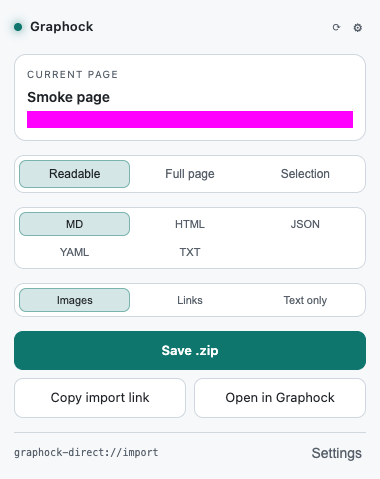 Graphock
CURRENT PAGE
Smoke page
Readable Full page Selection
MD HTML JSON
YAML TXT
Images Links Text only
Save .zip
Copy import link Open in Graphock
graphock-direct://import Settings